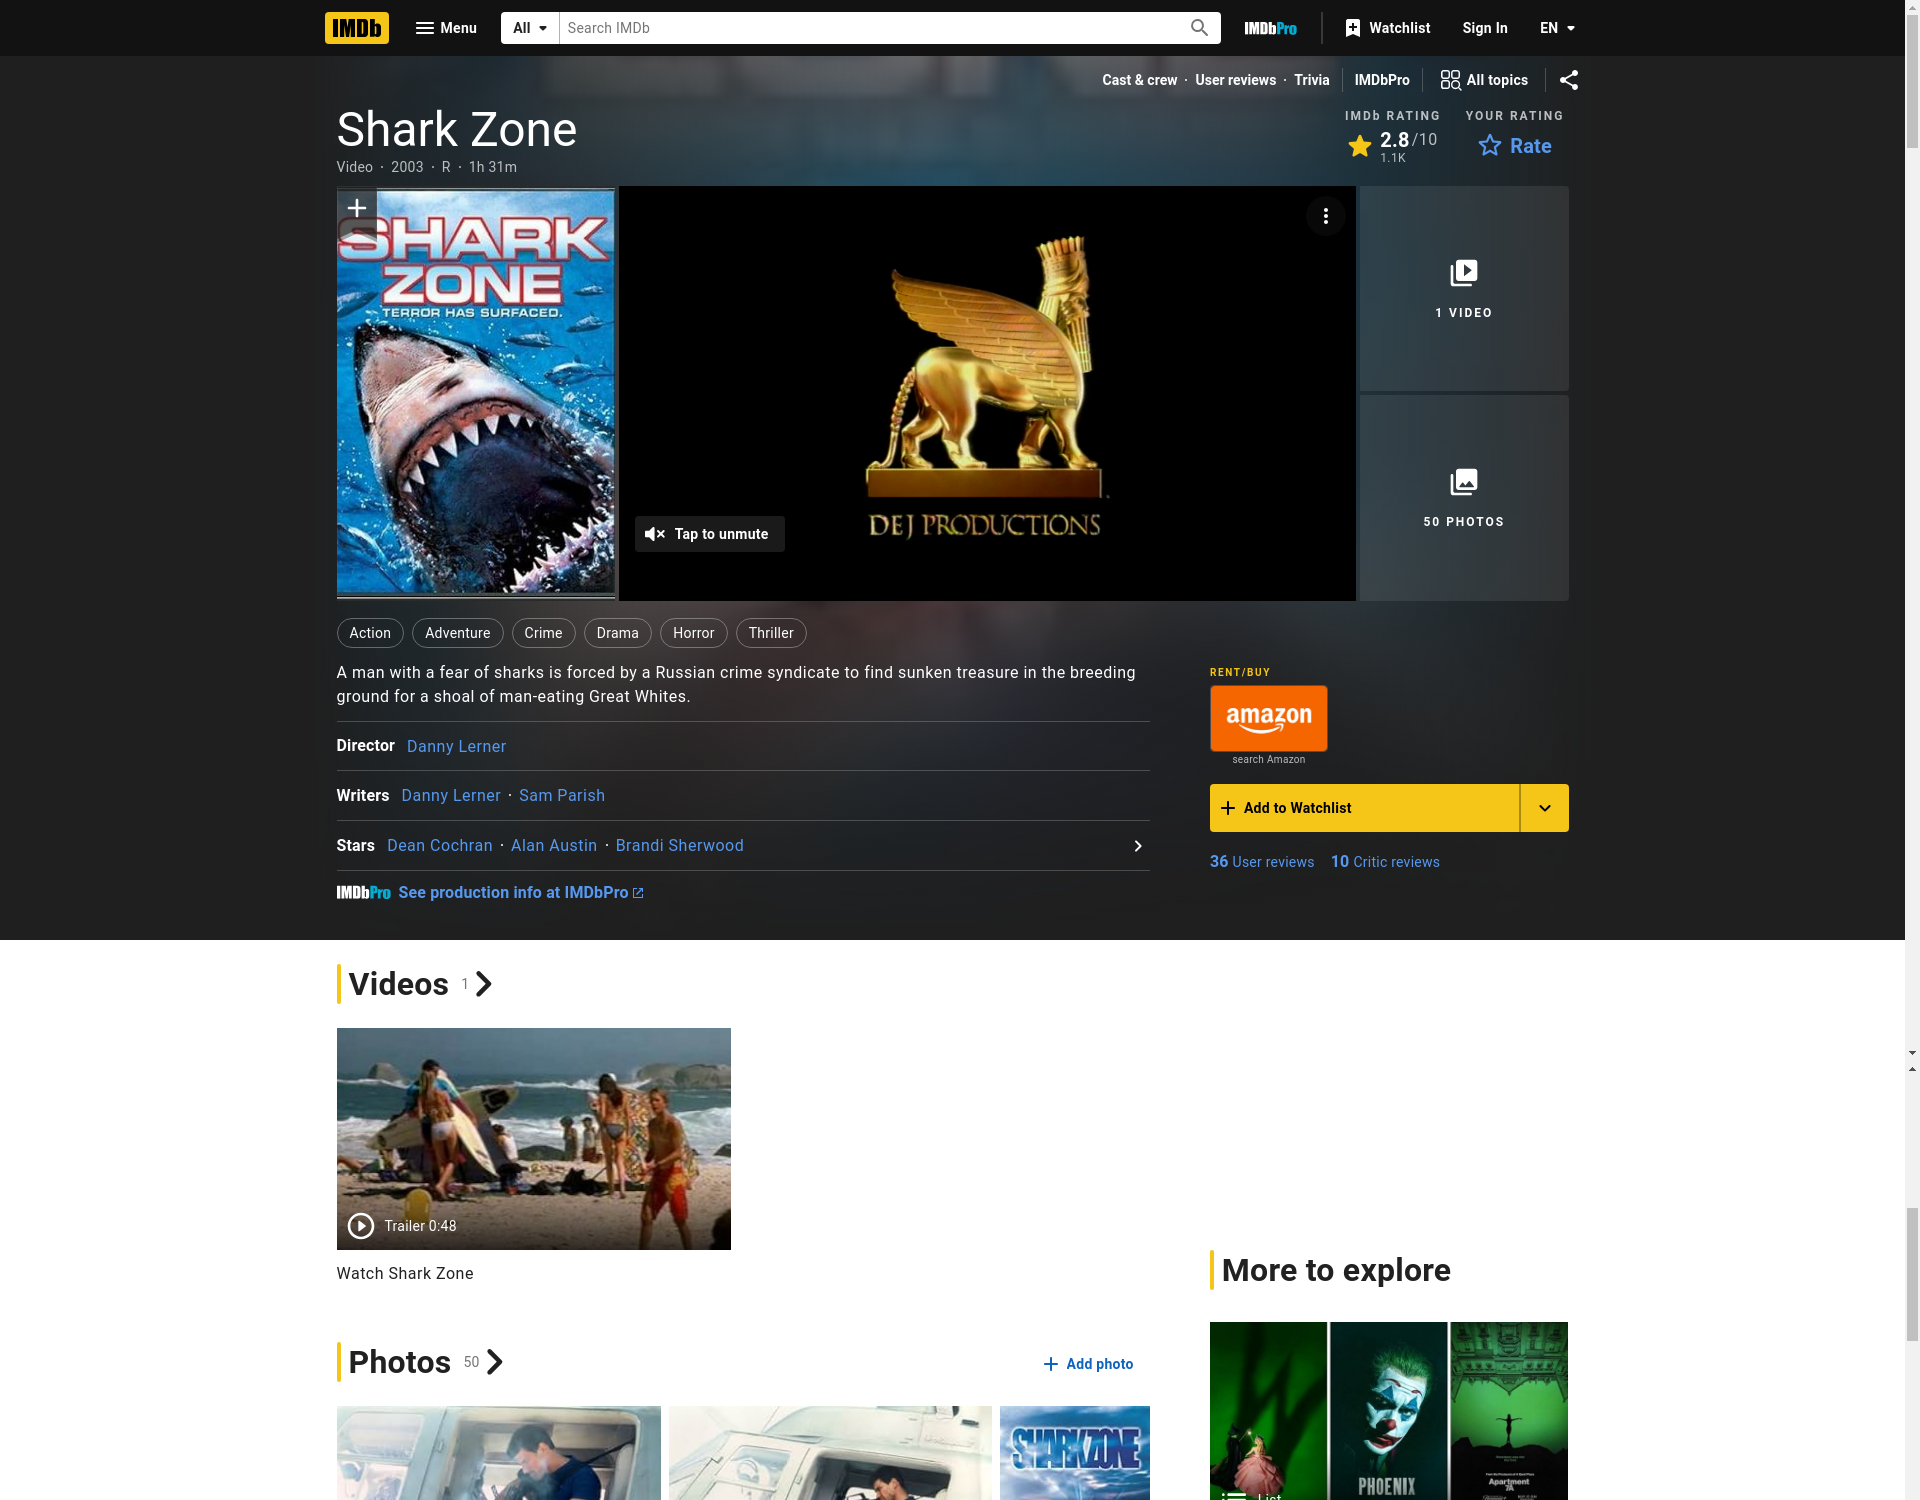 IMDb
Menu
All
Search IMDb
IMDbPro
Watchlist
Sign In
EN
Cast & crew · User reviews · Trivia
IMDbPro
All topics
Shark Zone
Video · 2003 · R · 1h 31m
IMDb RATING
2.8/10
1.1K
YOUR RATING
Rate
SHARK
ZONE
TERROR HAS SURFACED.
DEJ PRODUCTIONS
Tap to unmute
1 VIDEO
50 PHOTOS
Action
Adventure
Crime
Drama
Horror
Thriller
A man with a fear of sharks is forced by a Russian crime syndicate to find sunken treasure in the breeding
ground for a shoal of man-eating Great Whites.
Director Danny Lerner
Writers Danny Lerner · Sam Parish
Stars Dean Cochran · Alan Austin · Brandi Sherwood
IMDbPro See production info at IMDbPro
RENT/BUY
amazon
search Amazon
Add to Watchlist
36 User reviews 10 Critic reviews
Videos 1
Trailer 0:48
Watch Shark Zone
Photos 50
Add photo
SHARK ZONE
More to explore
PHOENIX
Apartment
7A
List